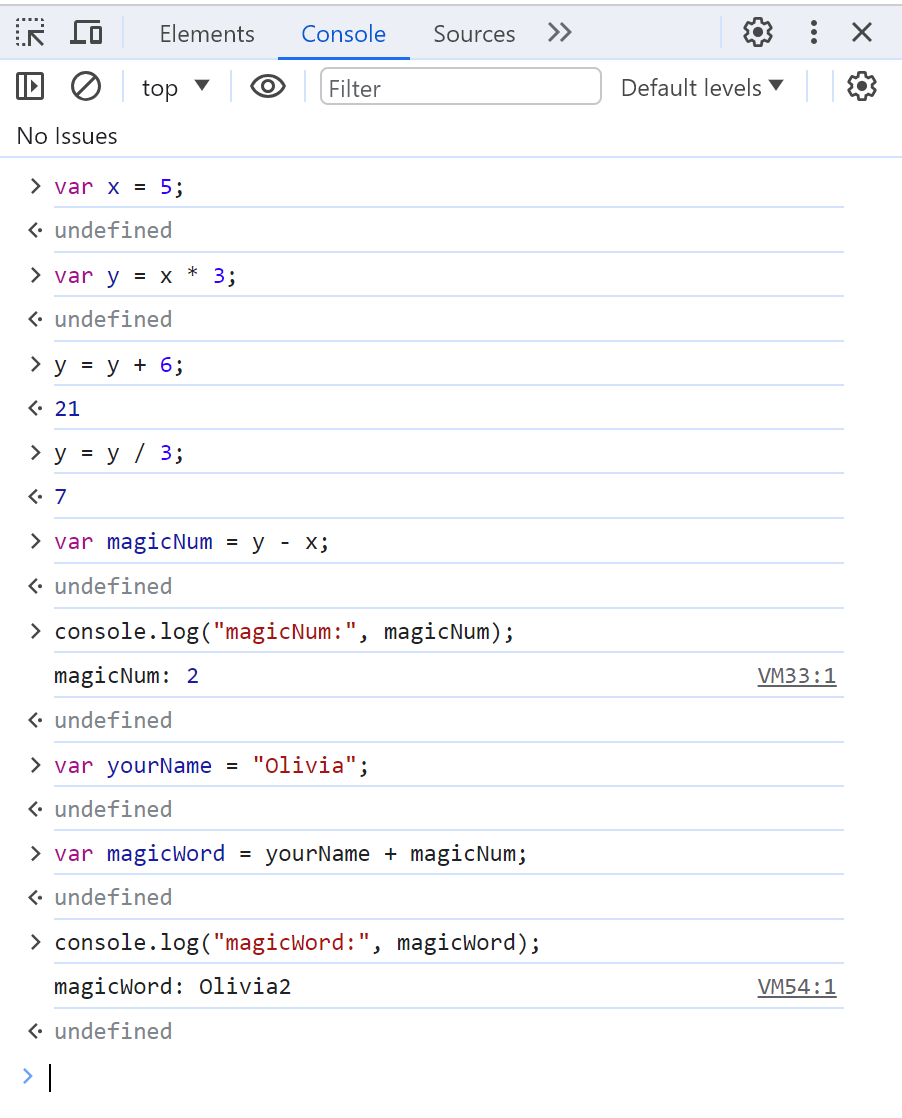 Elements Console Sources
top Filter Default levels
No Issues
> var x = 5;
undefined
> var y = x * 3;
undefined
> y = y + 6;
21
> y = y / 3;
7
> var magicNum = y - x;
undefined
> console.log("magicNum:", magicNum);
magicNum: 2 VM33:1
undefined
> var yourName = "Olivia";
undefined
> var magicWord = yourName + magicNum;
undefined
> console.log("magicWord:", magicWord);
magicWord: Olivia2 VM54:1
undefined
>